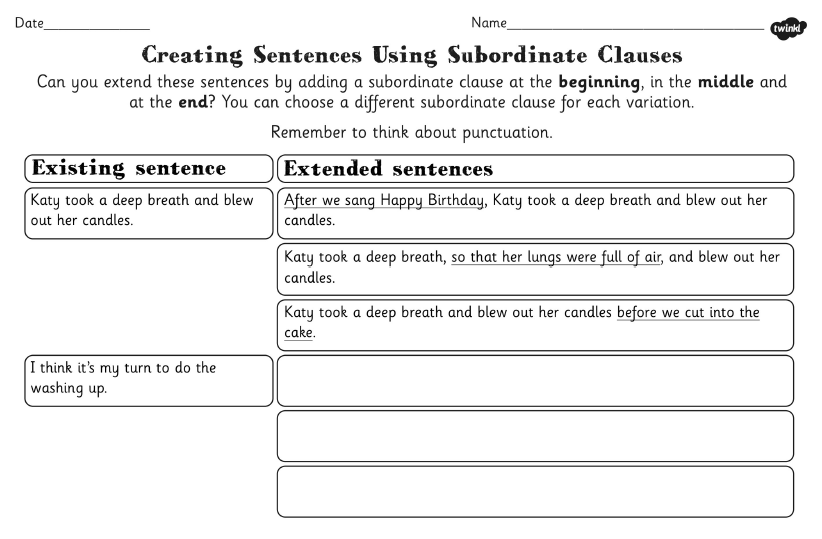 Date______________ Name__________________________________
twinkl
Creating Sentences Using Subordinate Clauses
Can you extend these sentences by adding a subordinate clause at the beginning, in the middle and
at the end? You can choose a different subordinate clause for each variation.
Remember to think about punctuation.
Existing sentence
Extended sentences
Katy took a deep breath and blew
out her candles.
After we sang Happy Birthday, Katy took a deep breath and blew out her
candles.
Katy took a deep breath, so that her lungs were full of air, and blew out her
candles.
Katy took a deep breath and blew out her candles before we cut into the
cake.
I think it's my turn to do the
washing up.